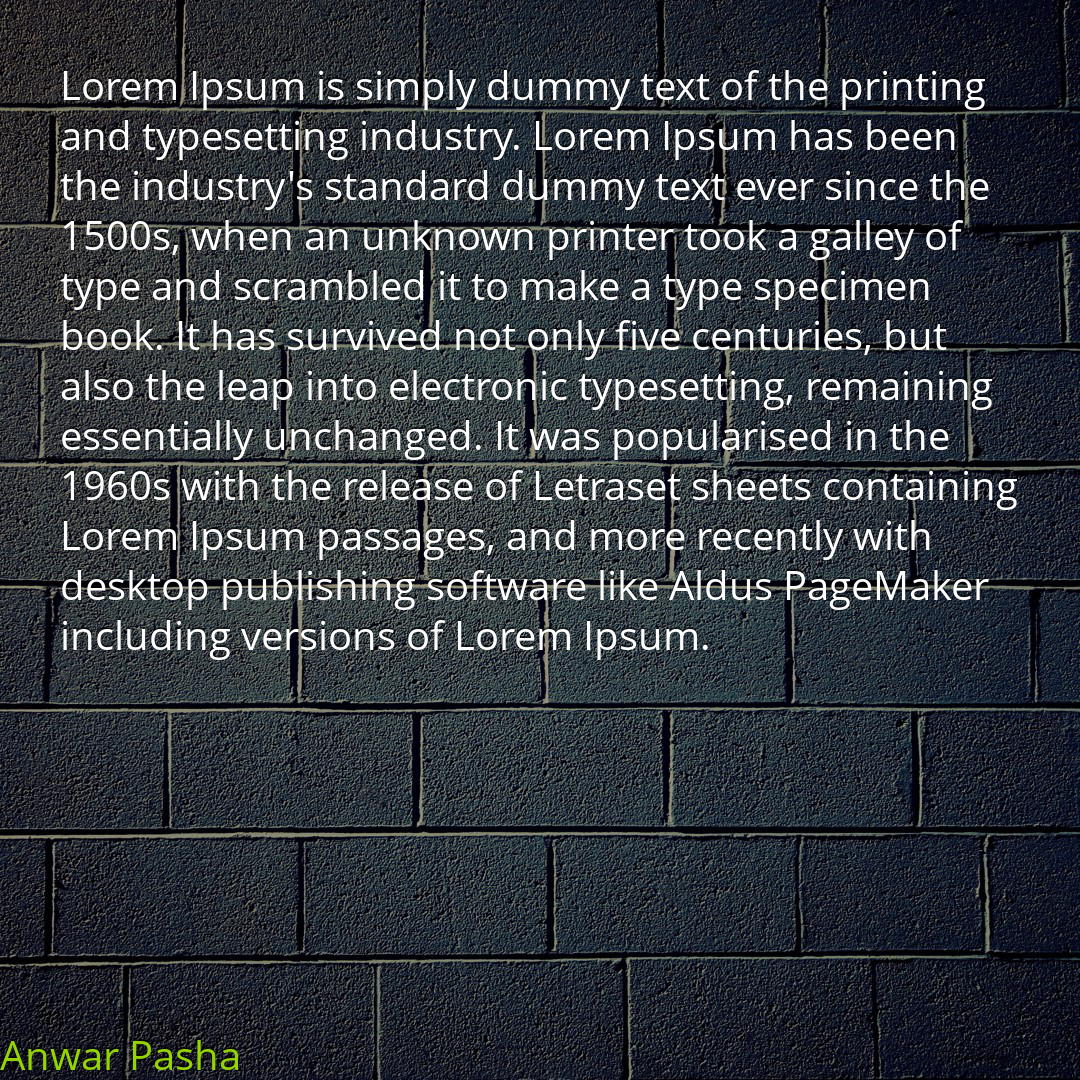 Lorem Ipsum is simply dummy text of the printing
and typesetting industry. Lorem Ipsum has been
the industry's standard dummy text ever since the
1500s, when an unknown printer took a galley of
type and scrambled it to make a type specimen
book. It has survived not only five centuries, but
also the leap into electronic typesetting, remaining
essentially unchanged. It was popularised in the
1960s with the release of Letraset sheets containing
Lorem Ipsum passages, and more recently with
desktop publishing software like Aldus PageMaker
including versions of Lorem Ipsum.
Anwar Pasha